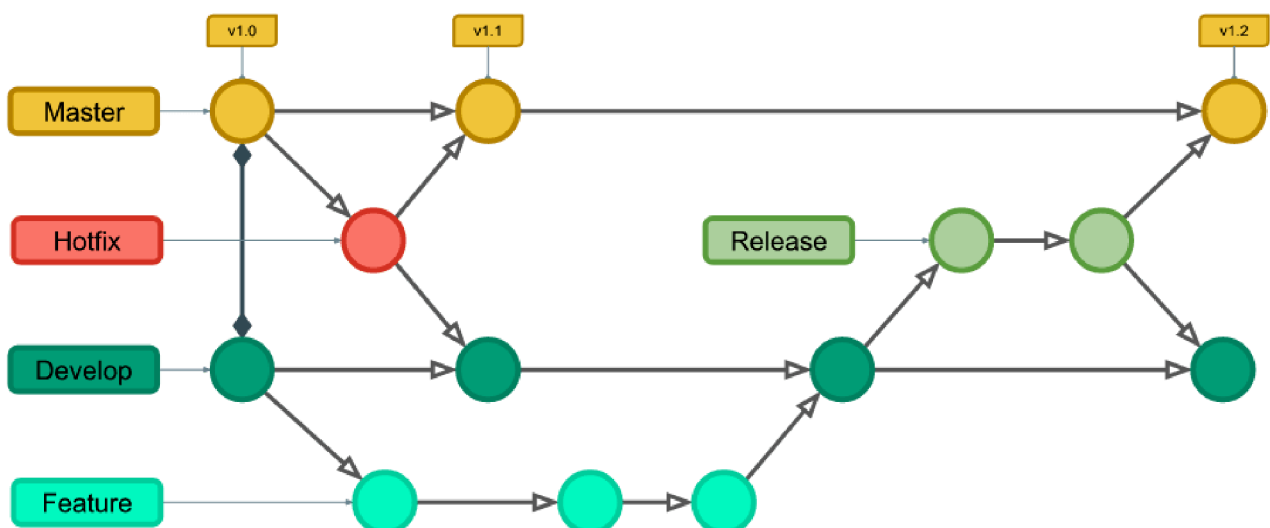 v1.0
v1.1
v1.2
Master
Hotfix
Release
Develop
Feature